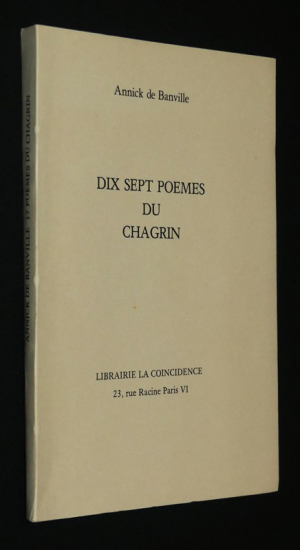 Annick de Banville
DIX SEPT POEMES
DU
CHAGRIN
LIBRAIRIE LA COINCIDENCE
23, rue Racine Paris VI
ANNICK DE BANVILLE 17 POEMES DU CHAGRIN